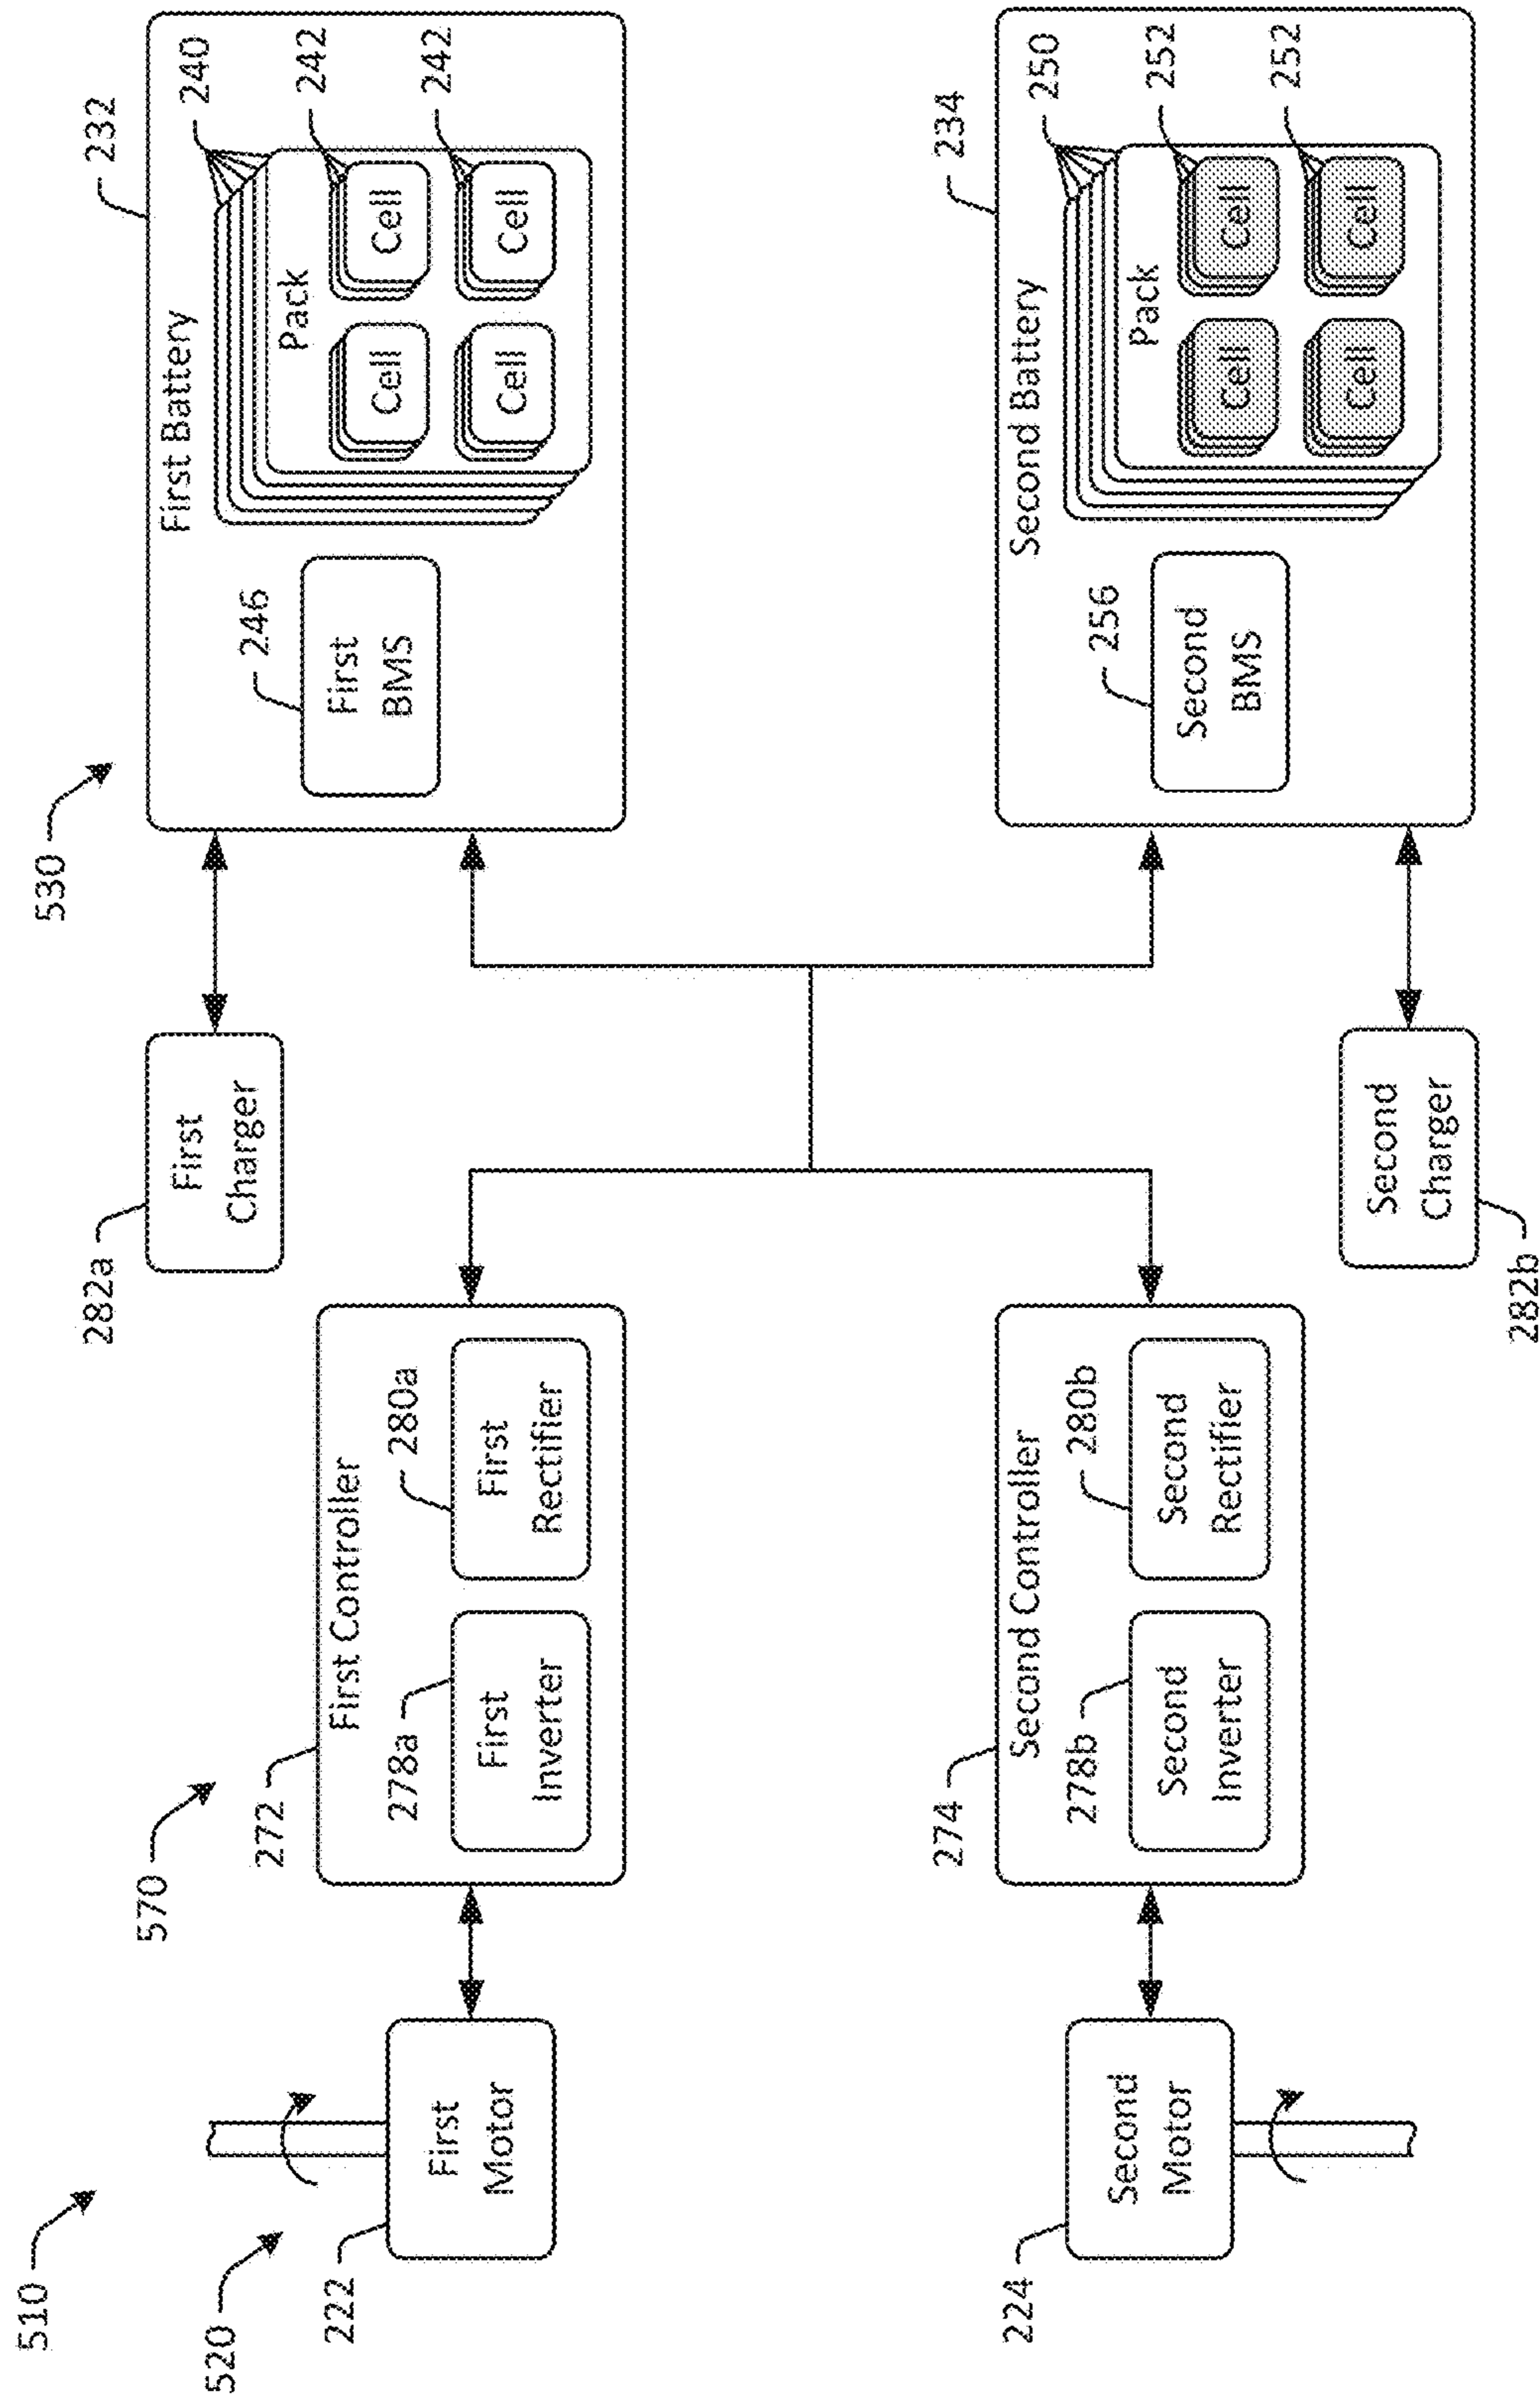 510
520
222
First
Motor
570
272
First Controller
278a
First
Inverter
280a
First
Rectifier
282a
First
Charger
530
232
First Battery
246
First
BMS
240
Pack
242
242
Cell
Cell
Cell
Cell
224
Second
Motor
274
Second Controller
278b
Second
Inverter
280b
Second
Rectifier
282b
Second
Charger
234
Second Battery
256
Second
BMS
250
Pack
252
252
Cell
Cell
Cell
Cell